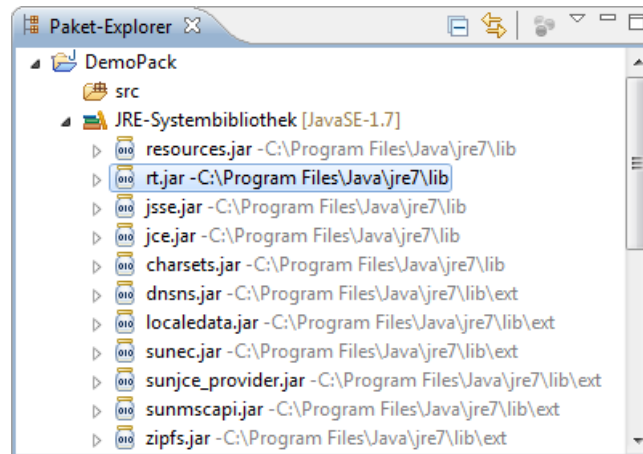 Paket-Explorer
DemoPack
src
JRE-Systembibliothek [JavaSE-1.7]
resources.jar -C:\Program Files\Java\jre7\lib
rt.jar -C:\Program Files\Java\jre7\lib
jsse.jar -C:\Program Files\Java\jre7\lib
jce.jar -C:\Program Files\Java\jre7\lib
charsets.jar -C:\Program Files\Java\jre7\lib
dnsns.jar -C:\Program Files\Java\jre7\lib\ext
localedata.jar -C:\Program Files\Java\jre7\lib\ext
sunec.jar -C:\Program Files\Java\jre7\lib\ext
sunjce_provider.jar -C:\Program Files\Java\jre7\lib\ext
sunmscapi.jar -C:\Program Files\Java\jre7\lib\ext
zipfs.jar -C:\Program Files\Java\jre7\lib\ext